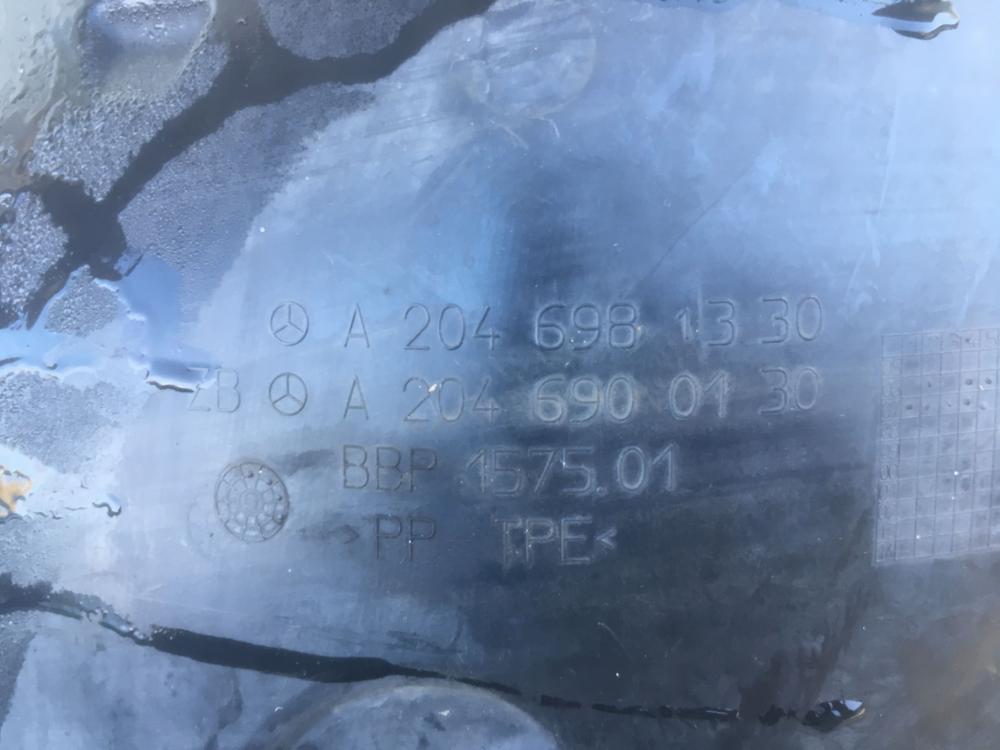 A 204 698 13 30
ZB A 204 690 01 30
BBP 1575.01
>PP TPE<